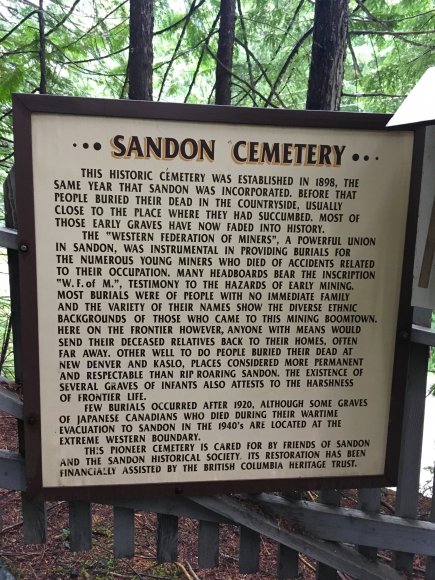 ••• SANDON CEMETERY •••
THIS HISTORIC CEMETERY WAS ESTABLISHED IN 1898, THE
SAME YEAR THAT SANDON WAS INCORPORATED. BEFORE THAT
PEOPLE BURIED THEIR DEAD IN THE COUNTRYSIDE, USUALLY
CLOSE TO THE PLACE WHERE THEY HAD SUCCUMBED. MOST OF
THOSE EARLY GRAVES HAVE NOW FADED INTO HISTORY.
THE "WESTERN FEDERATION OF MINERS", A POWERFUL UNION
IN SANDON, WAS INSTRUMENTAL IN PROVIDING BURIALS FOR
THE NUMEROUS YOUNG MINERS WHO DIED OF ACCIDENTS RELATED
TO THEIR OCCUPATION. MANY HEADBOARDS BEAR THE INSCRIPTION
"W.F. of M.", TESTIMONY TO THE HAZARDS OF EARLY MINING.
MOST BURIALS WERE OF PEOPLE WITH NO IMMEDIATE FAMILY
AND THE VARIETY OF THEIR NAMES SHOW THE DIVERSE ETHNIC
BACKGROUNDS OF THOSE WHO CAME TO THIS MINING BOOMTOWN.
HERE ON THE FRONTIER HOWEVER, ANYONE WITH MEANS WOULD
SEND THEIR DECEASED RELATIVES BACK TO THEIR HOMES, OFTEN
FAR AWAY. OTHER WELL TO DO PEOPLE BURIED THEIR DEAD AT
NEW DENVER AND KASLO, PLACES CONSIDERED MORE PERMANENT
AND RESPECTABLE THAN RIP ROARING SANDON. THE EXISTENCE OF
SEVERAL GRAVES OF INFANTS ALSO ATTESTS TO THE HARSHNESS
OF FRONTIER LIFE.
FEW BURIALS OCCURRED AFTER 1920, ALTHOUGH SOME GRAVES
OF JAPANESE CANADIANS WHO DIED DURING THEIR WARTIME
EVACUATION TO SANDON IN THE 1940's ARE LOCATED AT THE
EXTREME WESTERN BOUNDARY.
THIS PIONEER CEMETERY IS CARED FOR BY FRIENDS OF SANDON
AND THE SANDON HISTORICAL SOCIETY. ITS RESTORATION HAS BEEN
FINANCIALLY ASSISTED BY THE BRITISH COLUMBIA HERITAGE TRUST.